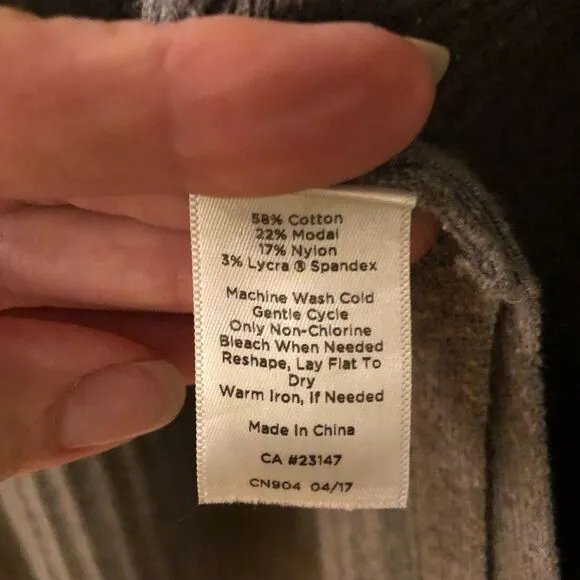 58% Cotton
22% Modal
17% Nylon
3% Lycra ® Spandex
Machine Wash Cold
Gentle Cycle
Only Non-Chlorine
Bleach When Needed
Reshape, Lay Flat To
Dry
Warm Iron, If Needed
Made In China
CA #23147
CN904 04/17